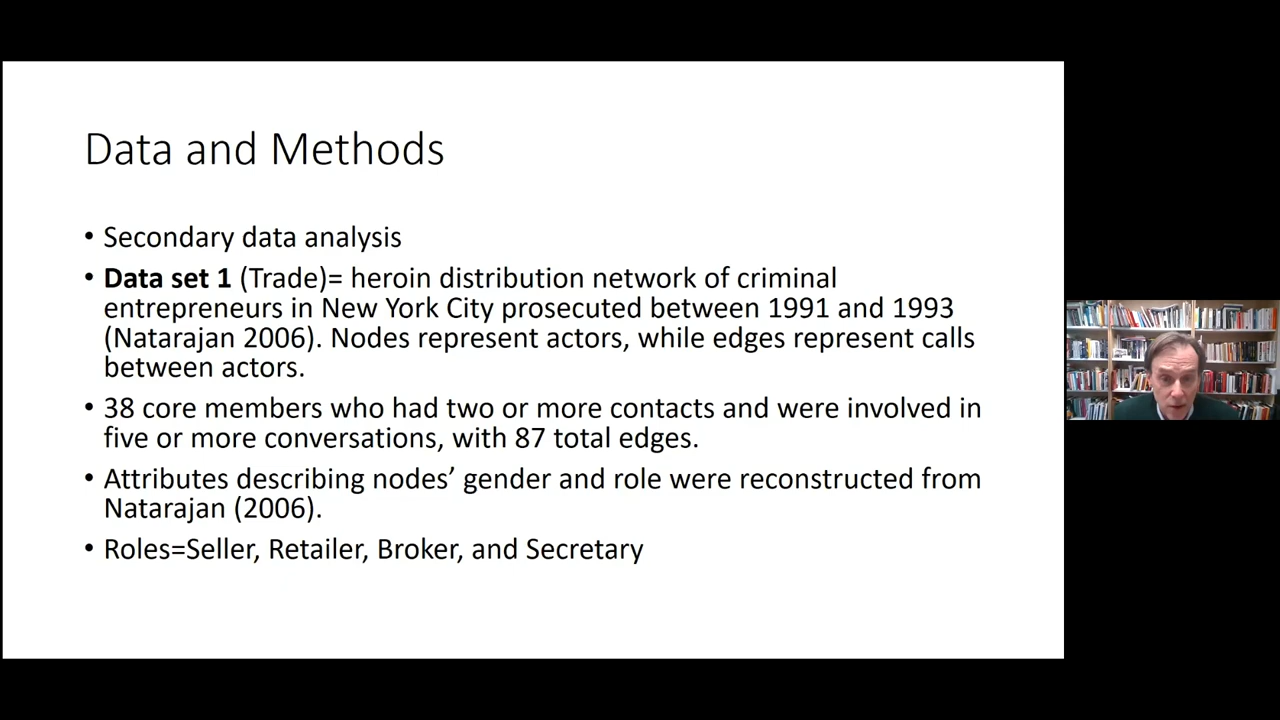 Data and Methods
• Secondary data analysis
• Data set 1 (Trade)= heroin distribution network of criminal
entrepreneurs in New York City prosecuted between 1991 and 1993
(Natarajan 2006). Nodes represent actors, while edges represent calls
between actors.
• 38 core members who had two or more contacts and were involved in
five or more conversations, with 87 total edges.
• Attributes describing nodes’ gender and role were reconstructed from
Natarajan (2006).
• Roles=Seller, Retailer, Broker, and Secretary